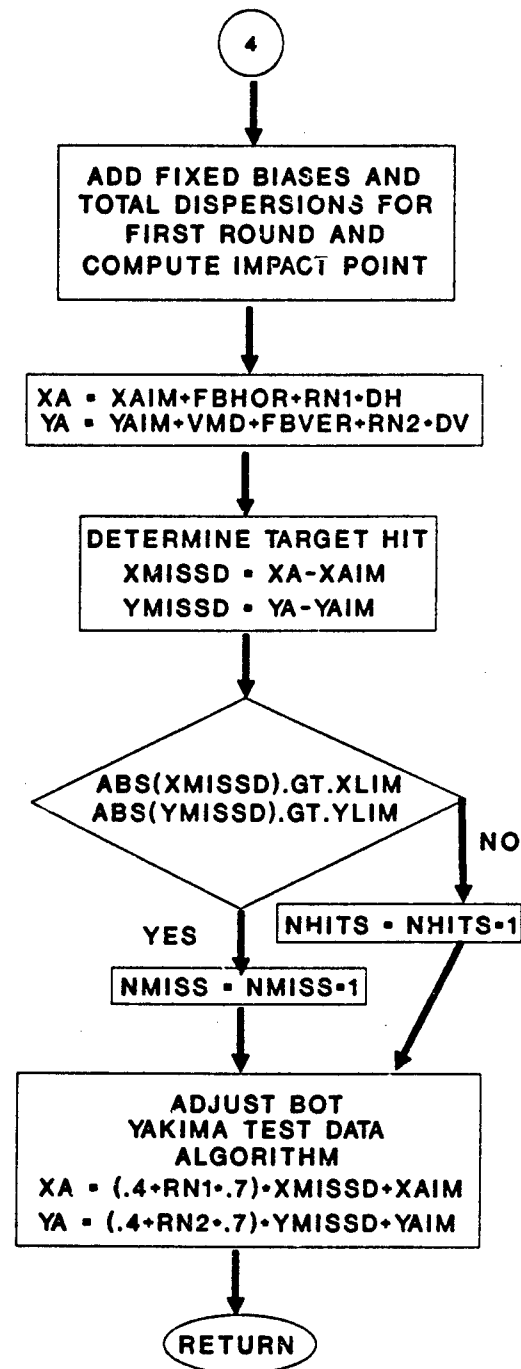 4
ADD FIXED BIASES AND
TOTAL DISPERSIONS FOR
FIRST ROUND AND
COMPUTE IMPACT POINT
XA = XAIM+FBHOR+RN1*DH
YA = YAIM+VMD+FBVER+RN2*DV
DETERMINE TARGET HIT
XMISSD = XA-XAIM
YMISSD = YA-YAIM
ABS(XMISSD).GT.XLIM
ABS(YMISSD).GT.YLIM
NO
NHITS = NHITS=1
YES
NMISS = NMISS=1
ADJUST BOT
YAKIMA TEST DATA
ALGORITHM
XA = (.4+RN1*.7)*XMISSD+XAIM
YA = (.4+RN2*.7)*YMISSD+YAIM
RETURN